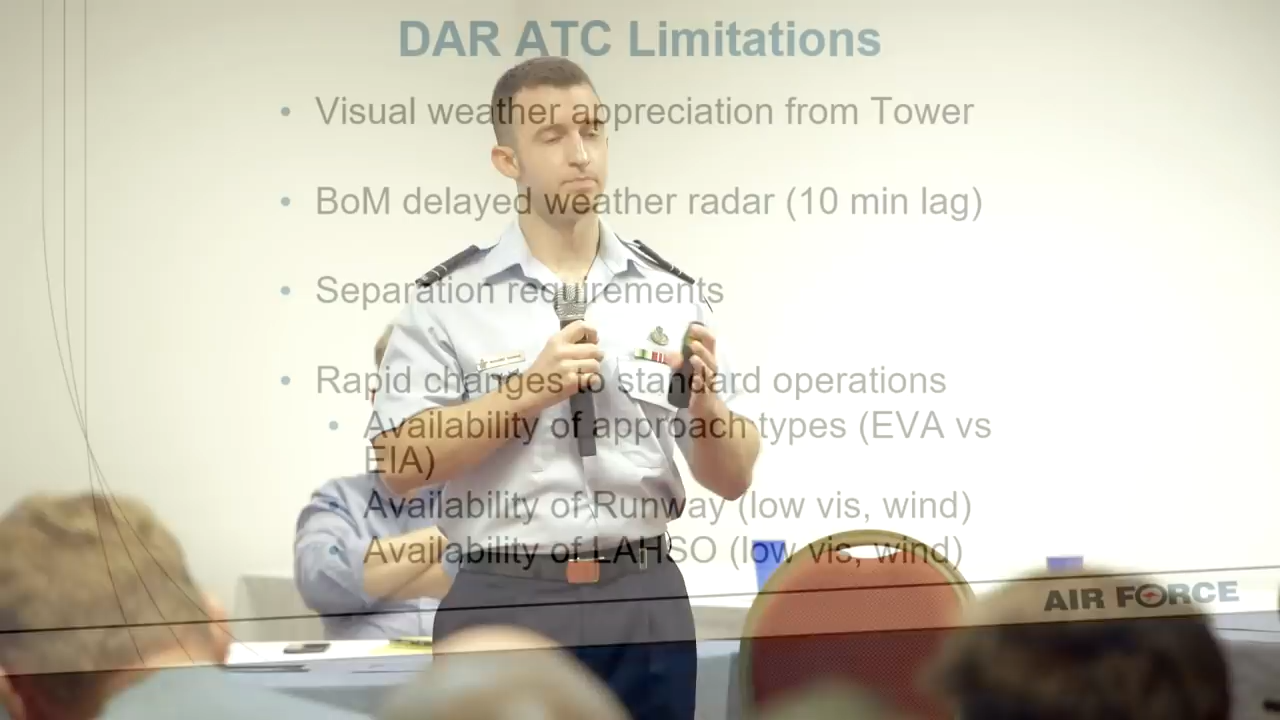 DAR ATC Limitations
• Visual weather appreciation from Tower
• BoM delayed weather radar (10 min lag)
• Separation requirements
• Rapid changes to standard operations
• Availability of approach types (EVA vs
EIA)
• Availability of Runway (low vis, wind)
• Availability of LAHSO (low vis, wind)
AIR FORCE